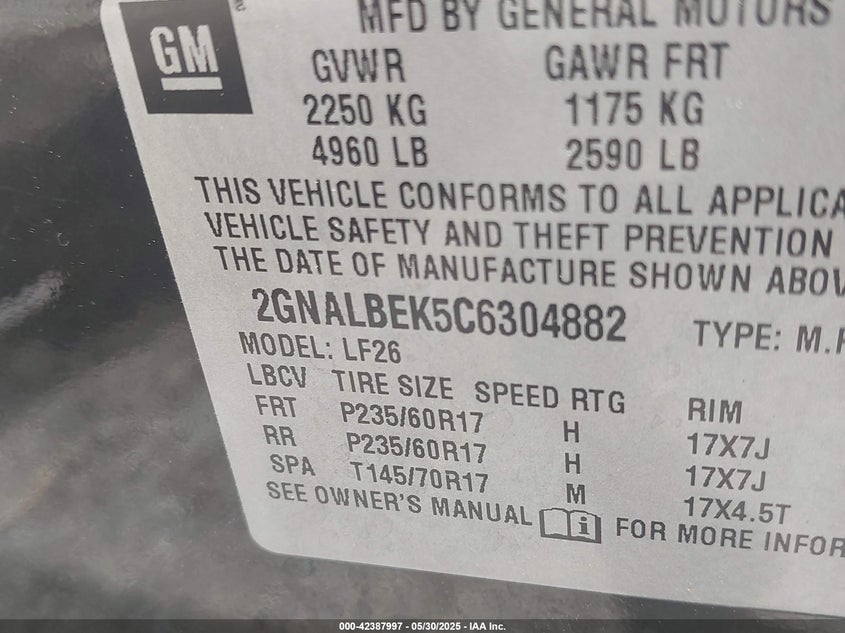 MFD BY GENERAL MOTORS
GM
GVWR GAWR FRT
2250 KG 1175 KG
4960 LB 2590 LB
THIS VEHICLE CONFORMS TO ALL APPLICA
VEHICLE SAFETY AND THEFT PREVENTION
THE DATE OF MANUFACTURE SHOWN ABOV
2GNALBEK5C6304882 TYPE: M.P
MODEL: LF26
LBCV TIRE SIZE SPEED RTG RIM
FRT P235/60R17 H 17X7J
RR P235/60R17 H 17X7J
SPA T145/70R17 M 17X4.5T
SEE OWNER'S MANUAL i FOR MORE INFOR
000-42387997 - 05/30/2025 - IAA Inc.